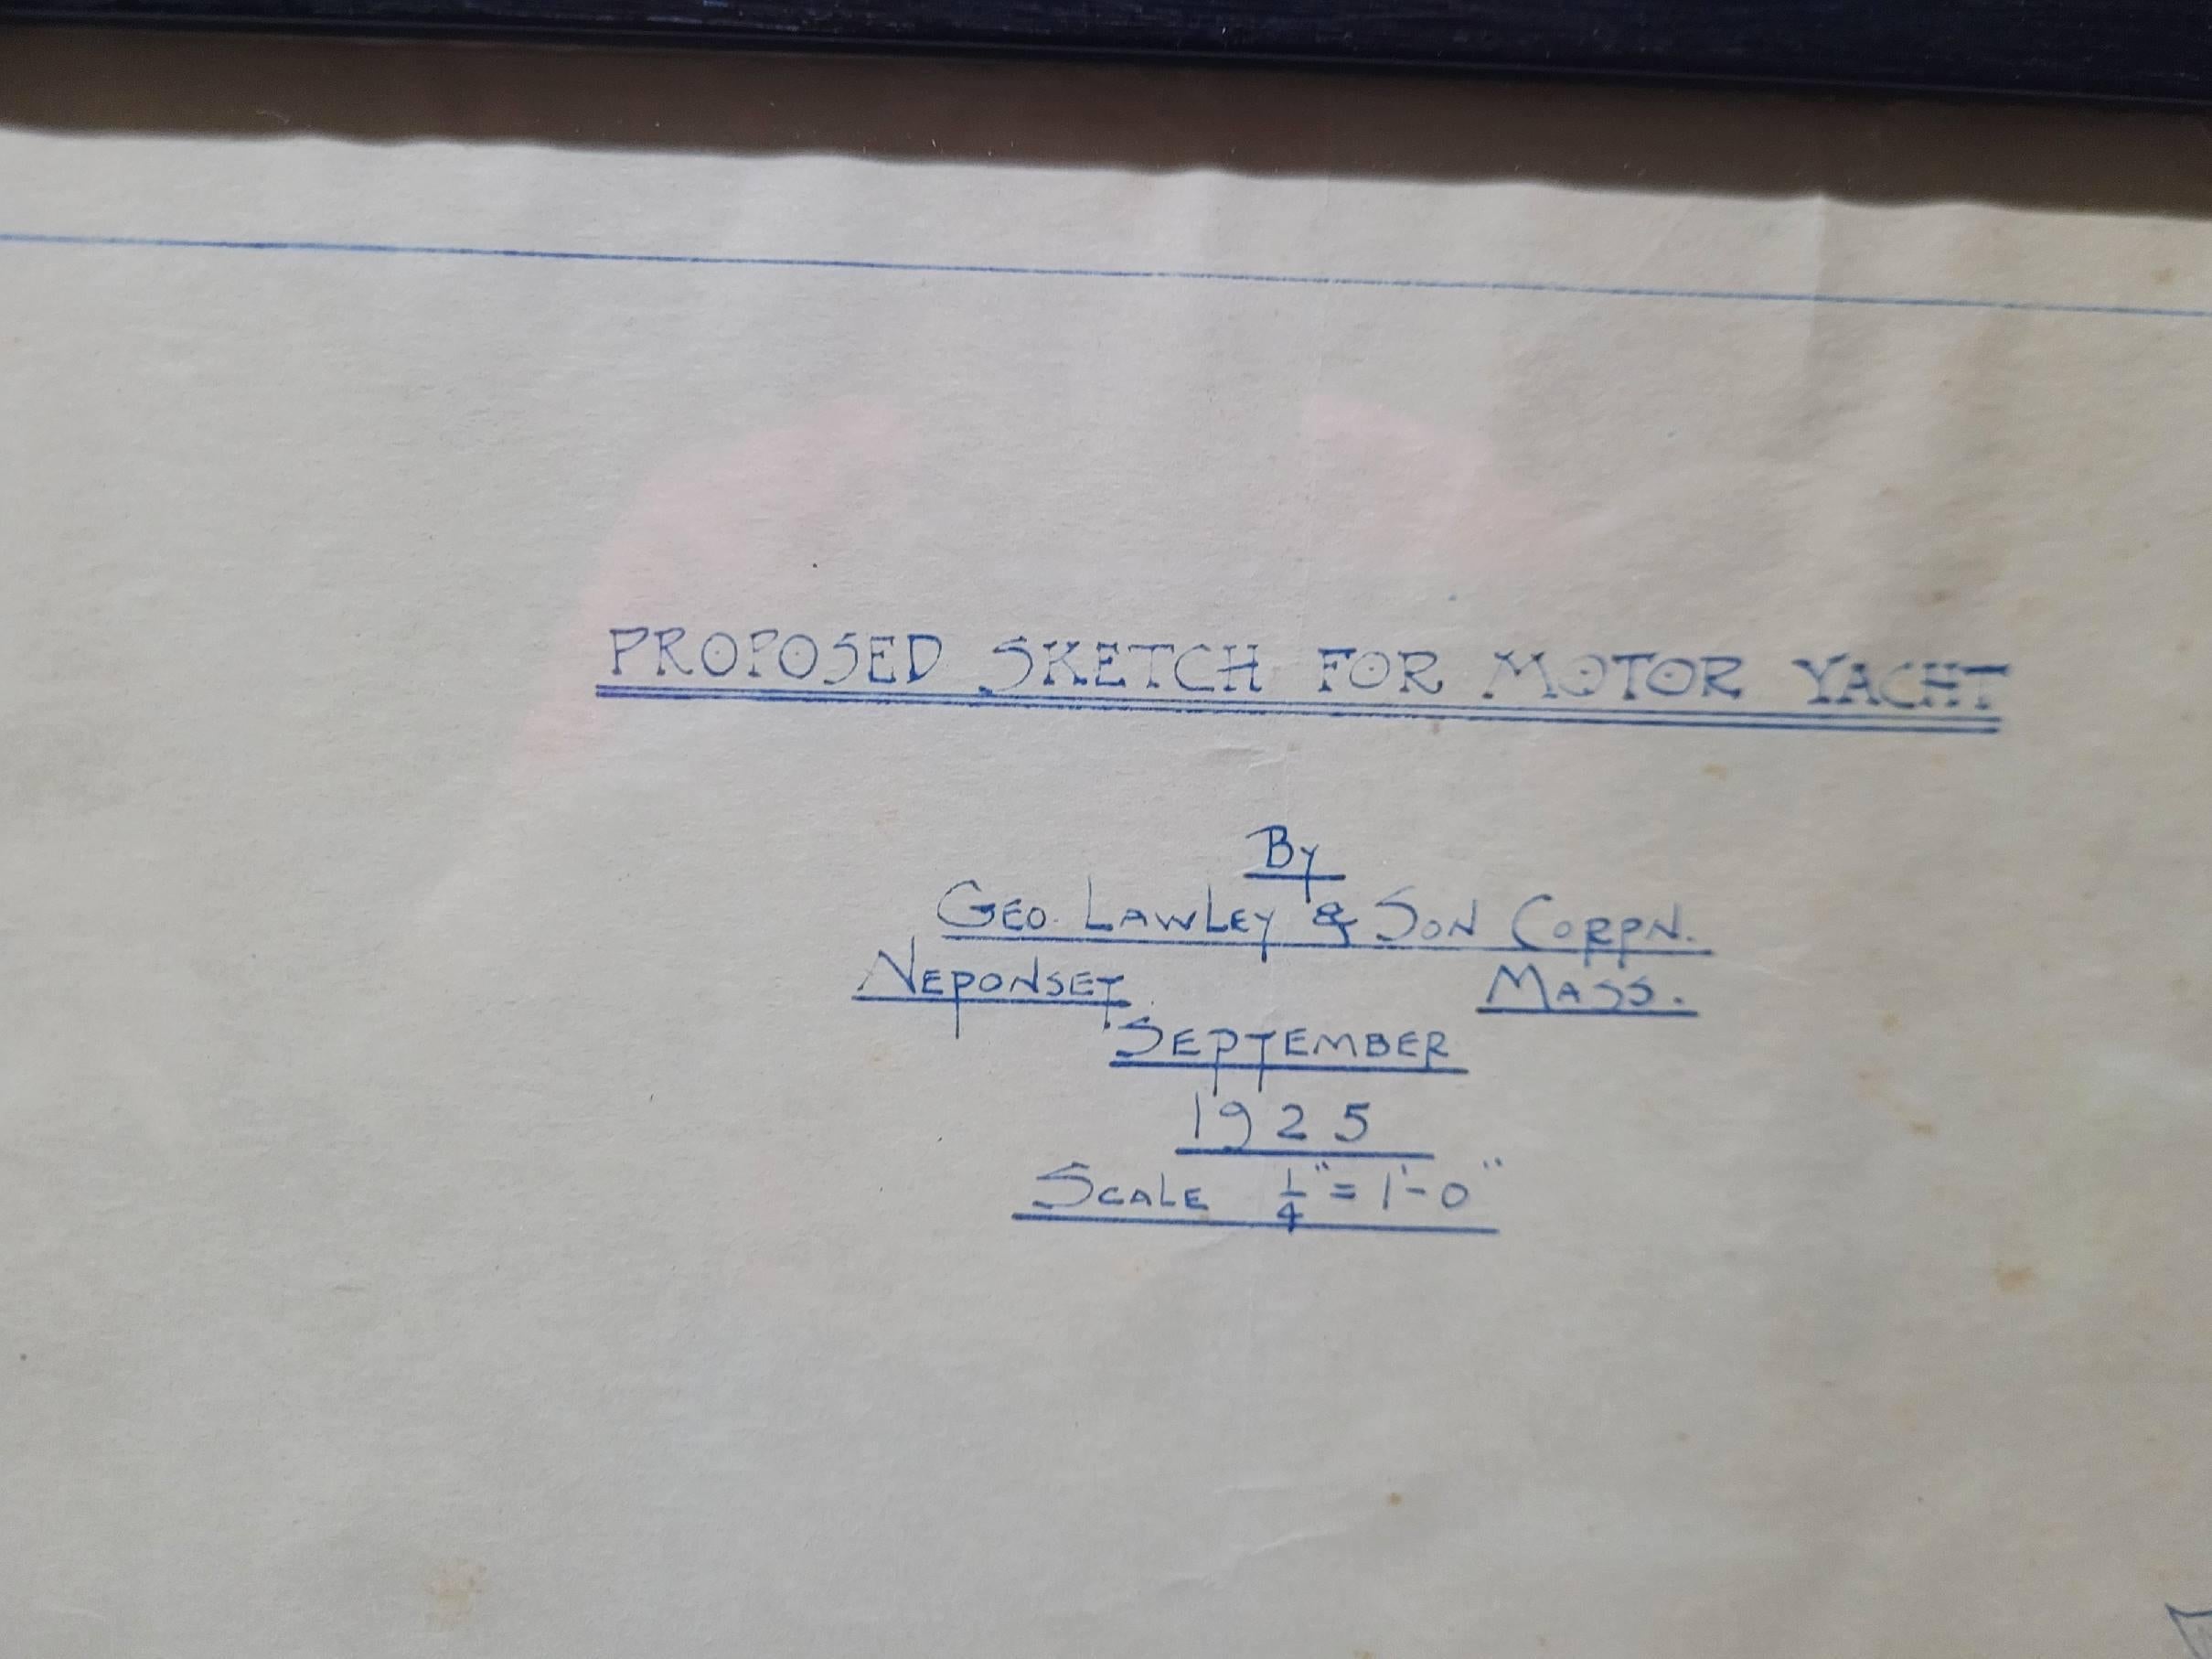 PROPOSED SKETCH FOR MOTOR YACHT
By
GEO. LAWLEY & SON CORPN.
NEPONSET MASS.
SEPTEMBER
1925
SCALE ¼" = 1'-0"